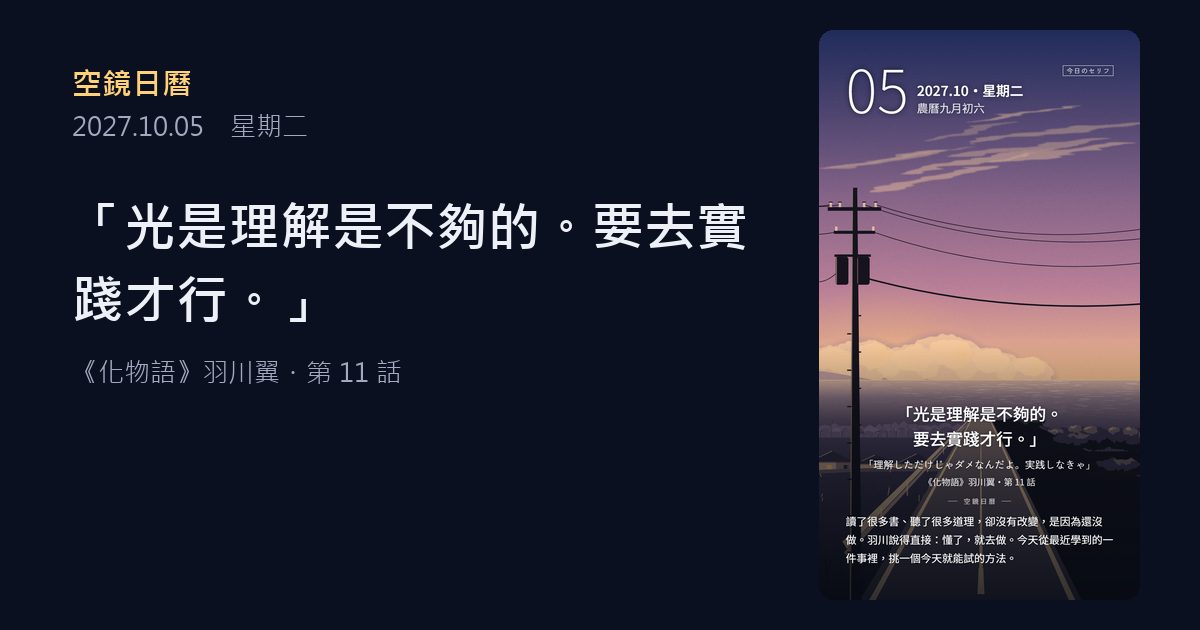 空鏡日曆
2027.10.05 星期二
「光是理解是不夠的。要去實
踐才行。」
《化物語》羽川翼·第 11 話
05
2027.10・星期二
農曆九月初六
今日のセリフ
「光是理解是不夠的。
要去實踐才行。」
「理解しただけじゃダメなんだよ。実践しなきゃ」
《化物語》羽川翼・第 11 話
— 空鏡日曆 —
讀了很多書、聽了很多道理，卻沒有改變，是因為還沒
做。羽川說得直接：懂了，就去做。今天從最近學到的一
件事裡，挑一個今天就能試的方法。